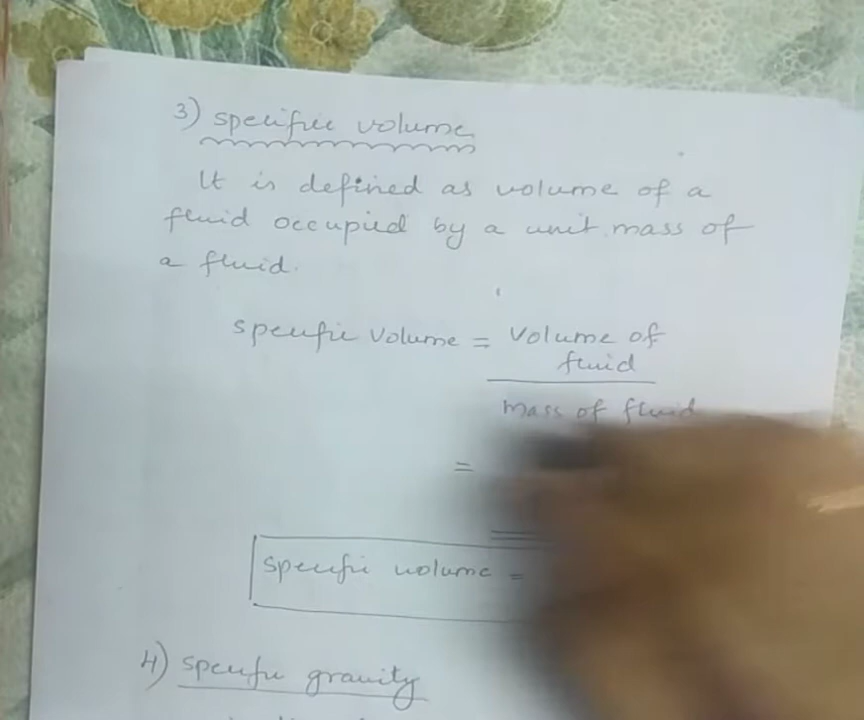 3) specific volume
It is defined as volume of a
fluid occupied by a unit mass of
a fluid.
specific volume = volume of
fluid
mass of fluid
=
specific volume =
4) specific gravity